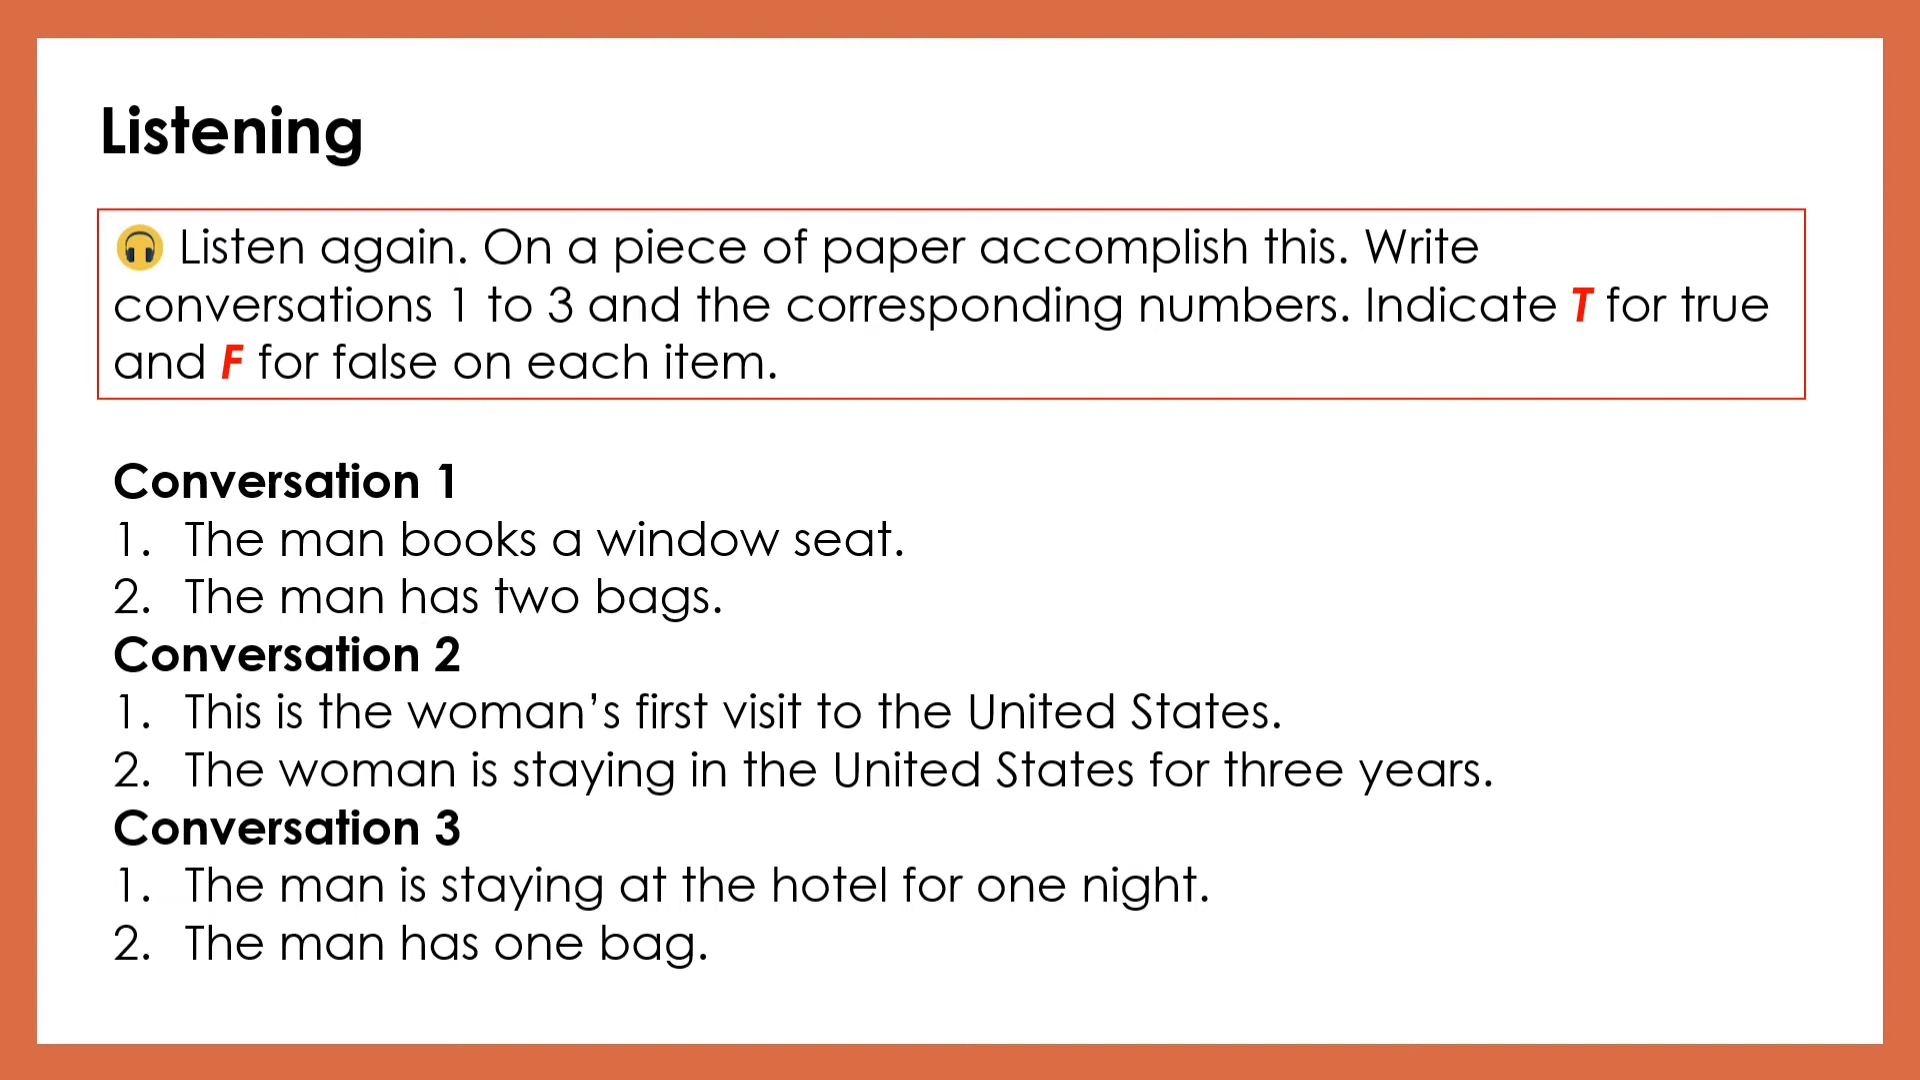 Listening
Listen again. On a piece of paper accomplish this. Write
conversations 1 to 3 and the corresponding numbers. Indicate T for true
and F for false on each item.
Conversation 1
1. The man books a window seat.
2. The man has two bags.
Conversation 2
1. This is the woman’s first visit to the United States.
2. The woman is staying in the United States for three years.
Conversation 3
1. The man is staying at the hotel for one night.
2. The man has one bag.